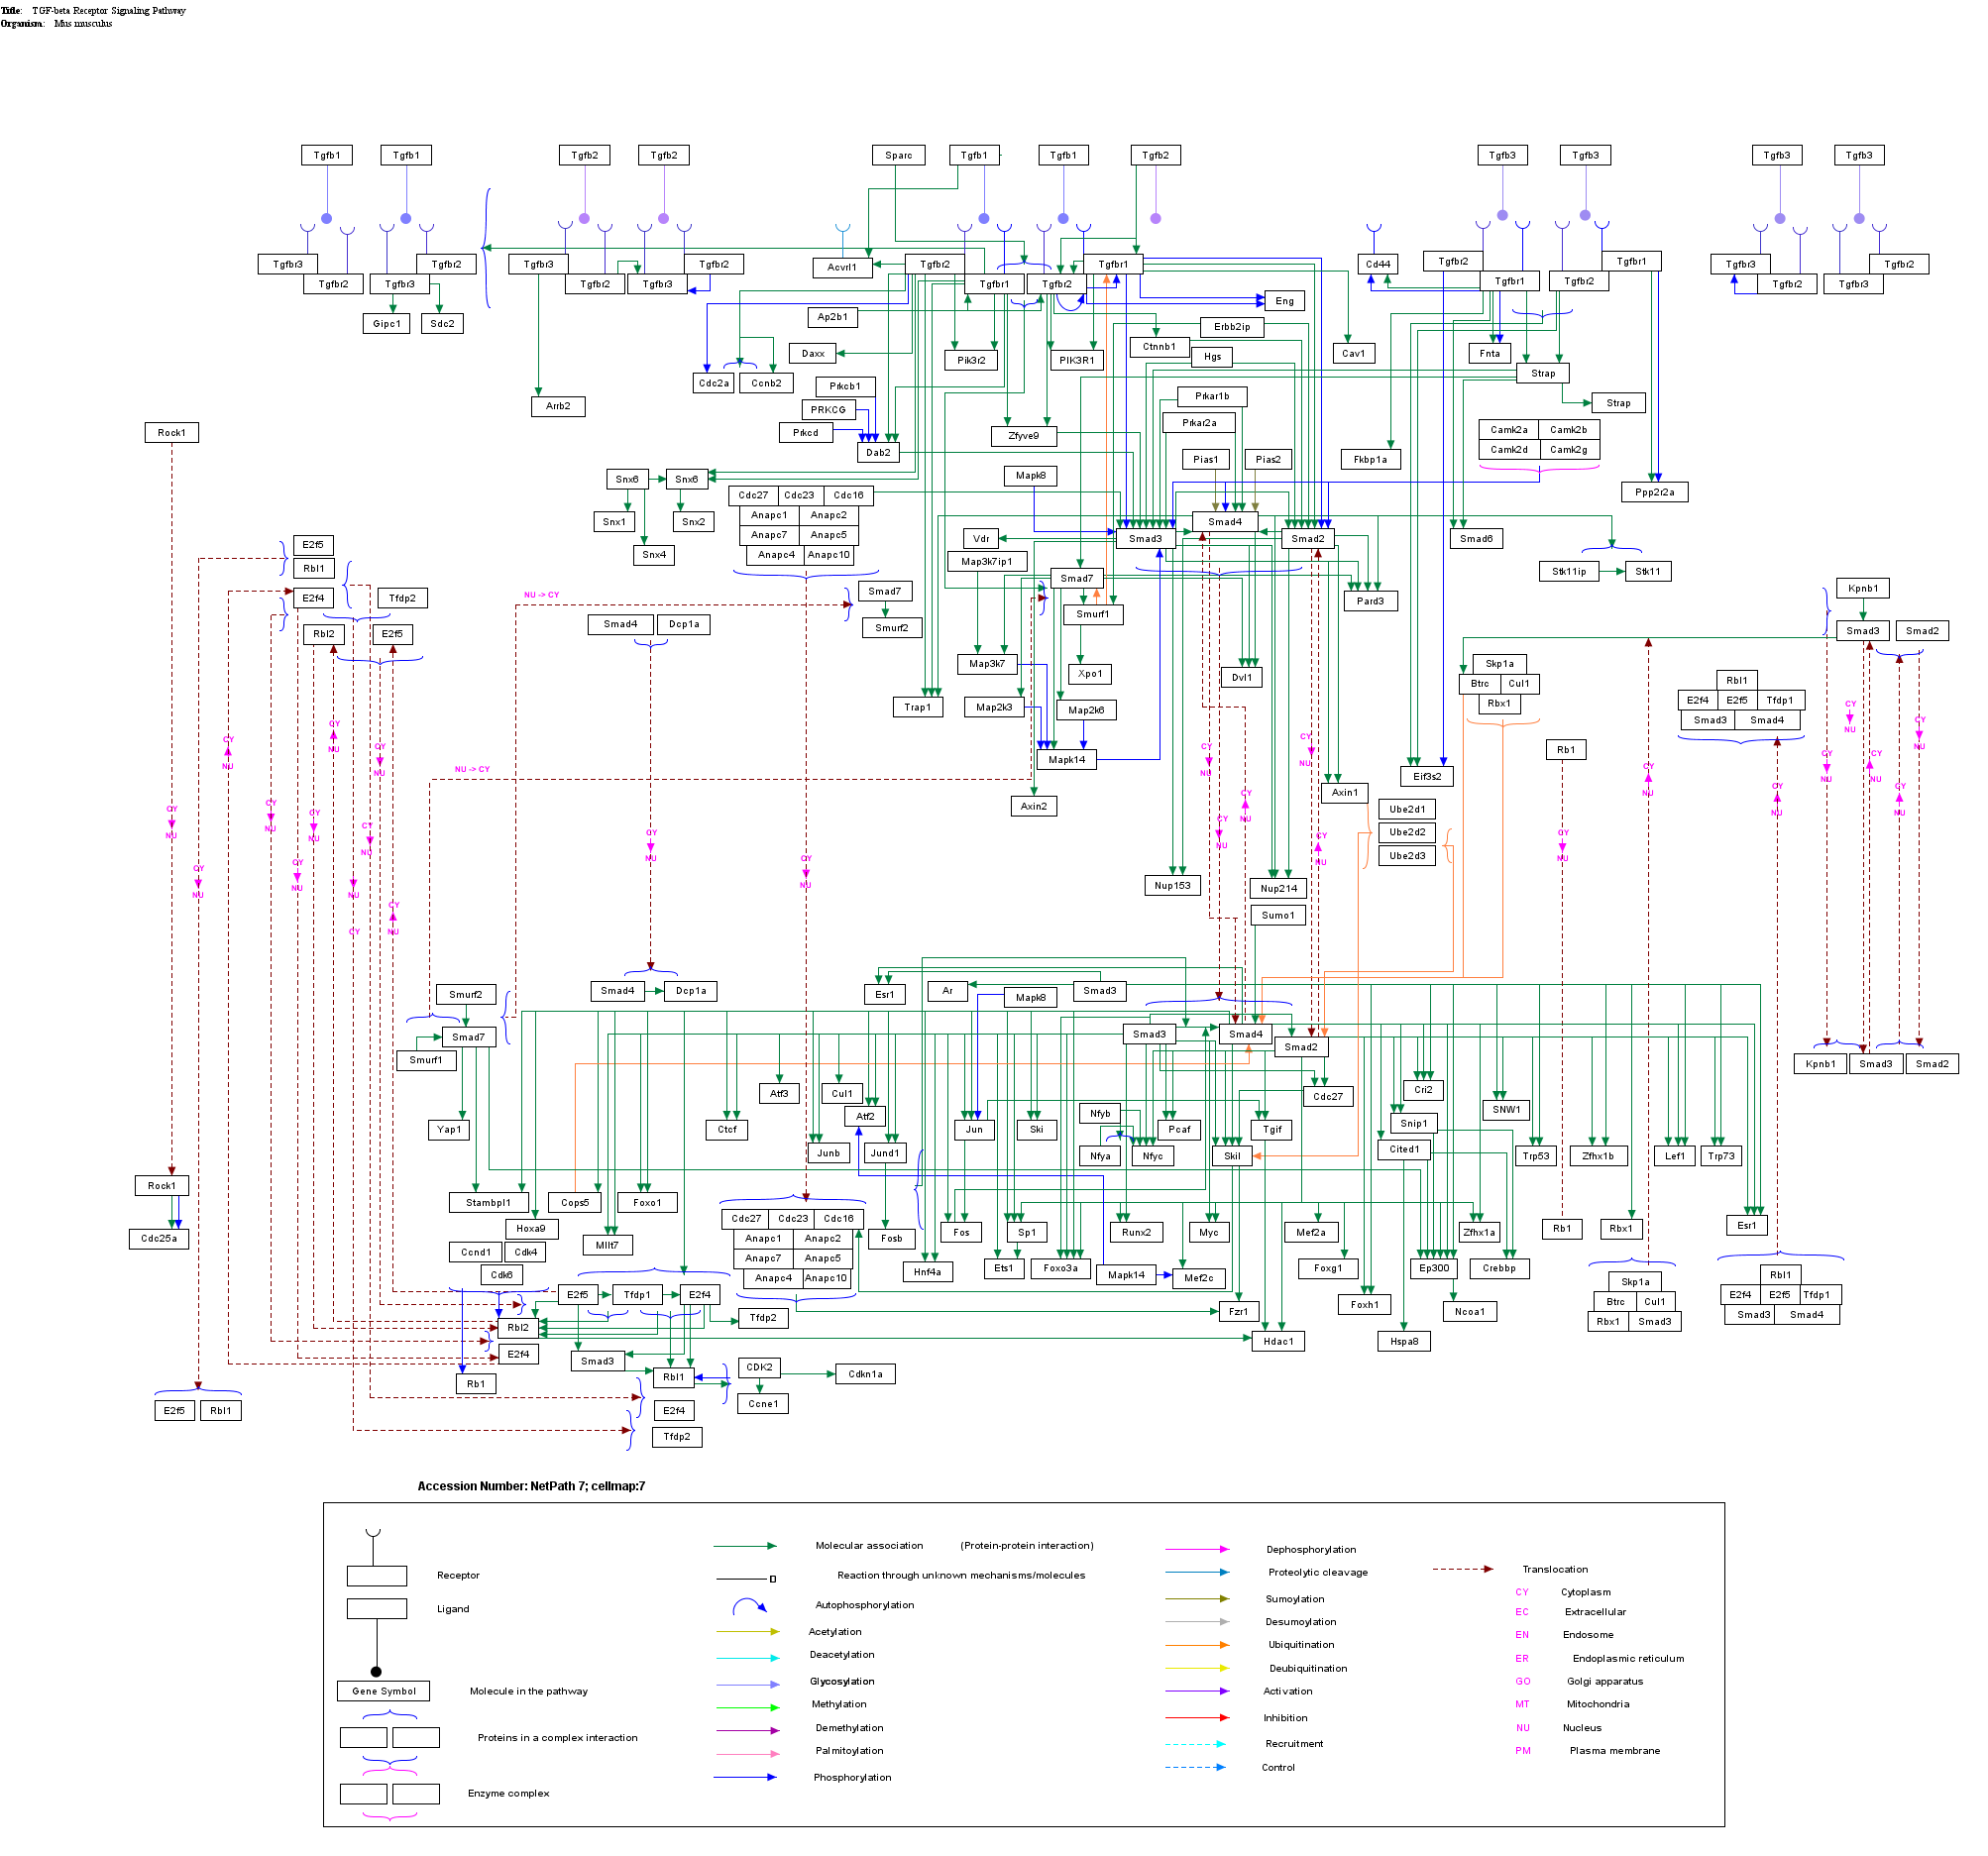 Title: TGF-beta Receptor Signaling Pathway
Organism: Mus musculus
Tgfb1 Tgfb1 Tgfb2 Tgfb2 Sparc Tgfb1 Tgfb1 Tgfb2 Tgfb3 Tgfb3 Tgfb3 Tgfb3
Tgfbr3 Tgfbr2 Tgfbr3 Tgfbr2 Acvrl1 Tgfbr2 Tgfbr1 Cd44 Tgfbr2 Tgfbr1 Tgfbr3 Tgfbr2
Tgfbr2 Tgfbr3 Tgfbr2 Tgfbr3 Tgfbr1 Tgfbr2 Tgfbr1 Tgfbr2 Tgfbr2 Tgfbr3
Eng
Gipc1 Sdc2 Ap2b1 Erbb2ip
Daxx Pik3r2 PIK3R1 Ctnnb1 Hgs Cav1 Fnta
Cdc2a Ccnb2 Prkcb1 Strap
Arrb2 PRKCG Prkar1b Strap
Rock1 Prkcd Zfyve9 Prkar2a Camk2a Camk2b
Dab2 Pias1 Pias2 Fkbp1a Camk2d Camk2g
Snx6 Snx6 Mapk8
Cdc27 Cdc23 Cdc16 Ppp2r2a
Snx1 Snx2 Anapc1 Anapc2 Smad4
Anapc7 Anapc5 Vdr Smad3 Smad2 Smad6
E2f5 Snx4 Anapc4 Anapc10 Map3k7ip1
Rbl1 Smad7 Stk11ip Stk11
E2f4 Tfdp2 NU -> CY Smad7 Smurf1 Pard3 Kpnb1
Rbl2 E2f5 Smad4 Dcp1a Smurf2 Smad3 Smad2
Map3k7 Xpo1 Dvl1 Skp1a
Btrc Cul1 Rbl1
Trap1 Map2k3 Map2k6 Rbx1 E2f4 E2f5 Tfdp1
Smad3 Smad4
CY CY CY CY CY CY
NU NU NU NU NU NU
Mapk14 Rb1
NU -> CY Eif3s2
Axin2 Axin1 Ube2d1
Ube2d2
Ube2d3
CY CY CY CY CY CY CY CY CY CY CY CY CY CY CY CY
NU NU NU NU NU NU NU NU NU NU NU NU NU NU NU NU
Nup153 Nup214
Sumo1
CY
Smurf2 Smad4 Dcp1a Esr1 Ar Mapk8 Smad3
Smad7 Smad3 Smad4
Smurf1 Smad2 Kpnb1 Smad3 Smad2
Atf3 Cul1 Cdc27 Cri2
Atf2 Nfyb SNW1
Yap1 Ctcf Jun Ski Pcaf Tgif Snip1
Junb Jund1 Nfya Nfyc Skil Cited1 Trp53 Zfhx1b Lef1 Trp73
Rock1 Stambpl1 Cops5 Foxo1
Cdc25a Hoxa9 Cdc27 Cdc23 Cdc16 Fosb Fos Sp1 Runx2 Myc Mef2a Zfhx1a Rb1 Rbx1 Esr1
Ccnd1 Cdk4 Mllt7 Anapc1 Anapc2
Cdk6 Anapc7 Anapc5 Hnf4a Ets1 Foxo3a Mapk14 Mef2c Foxg1 Ep300 Crebbp
Anapc4 Anapc10 Skp1a Rbl1
E2f5 Tfdp1 E2f4 Btrc Cul1 E2f4 E2f5 Tfdp1
Rbl2 Tfdp2 Fzr1 Foxh1 Ncoa1 Rbx1 Smad3 Smad3 Smad4
Hdac1 Hspa8
E2f4 Smad3
Rb1 Rbl1 CDK2 Cdkn1a
E2f5 Rbl1 E2f4 Ccne1
Tfdp2
Accession Number: NetPath 7; cellmap:7
Receptor
Ligand
Gene Symbol Molecule in the pathway
Proteins in a complex interaction
Enzyme complex
Molecular association (Protein-protein interaction)
Reaction through unknown mechanisms/molecules
Autophosphorylation
Acetylation
Deacetylation
Glycosylation
Methylation
Demethylation
Palmitoylation
Phosphorylation
Dephosphorylation
Proteolytic cleavage
Sumoylation
Desumoylation
Ubiquitination
Deubiquitination
Activation
Inhibition
Recruitment
Control
Translocation
CY Cytoplasm
EC Extracellular
EN Endosome
ER Endoplasmic reticulum
GO Golgi apparatus
MT Mitochondria
NU Nucleus
PM Plasma membrane